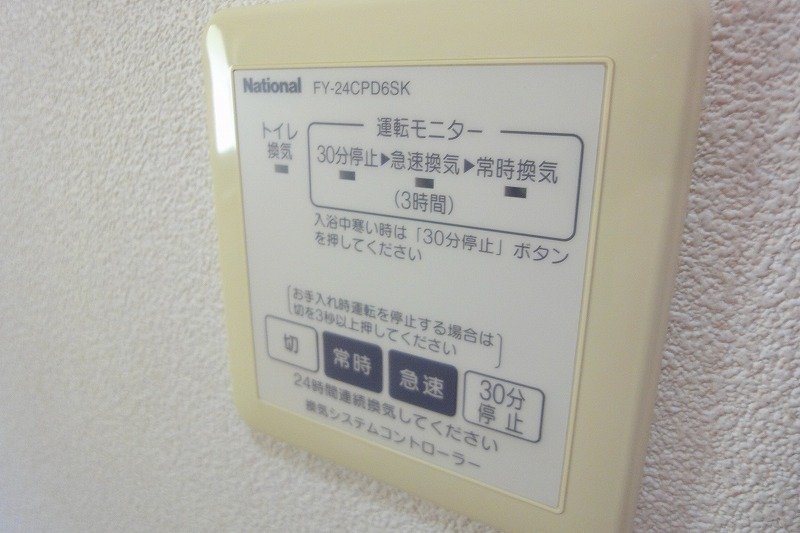 National FY-24CPD6SK
トイレ
換気
運転モニター
30分停止▶急速換気▶常時換気
(3時間)
入浴中寒い時は「30分停止」ボタン
を押してください
お手入れ時運転を停止する場合は
切を3秒以上押してください
切 常時 急速 30分
停止
24時間連続換気してください
換気システムコントローラー